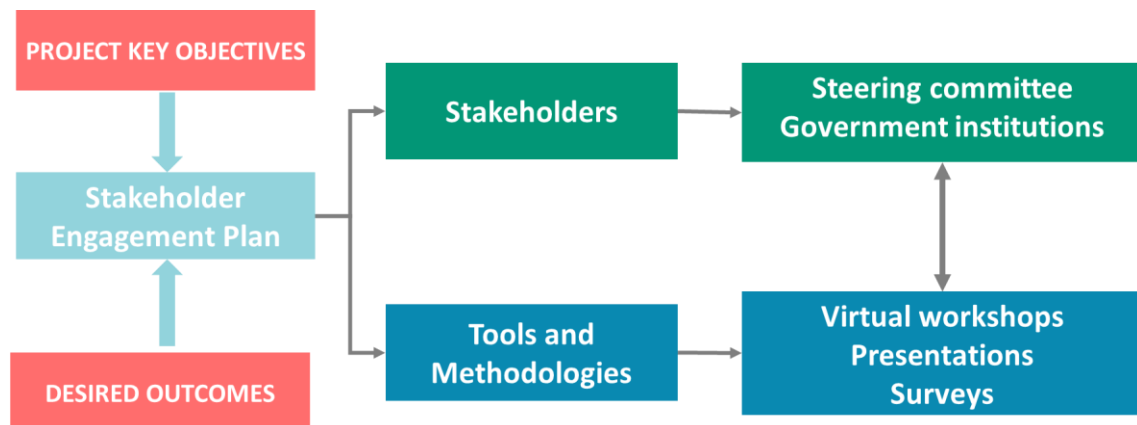 PROJECT KEY OBJECTIVES
Stakeholder
Engagement Plan
DESIRED OUTCOMES
Stakeholders
Steering committee
Government institutions
Tools and
Methodologies
Virtual workshops
Presentations
Surveys